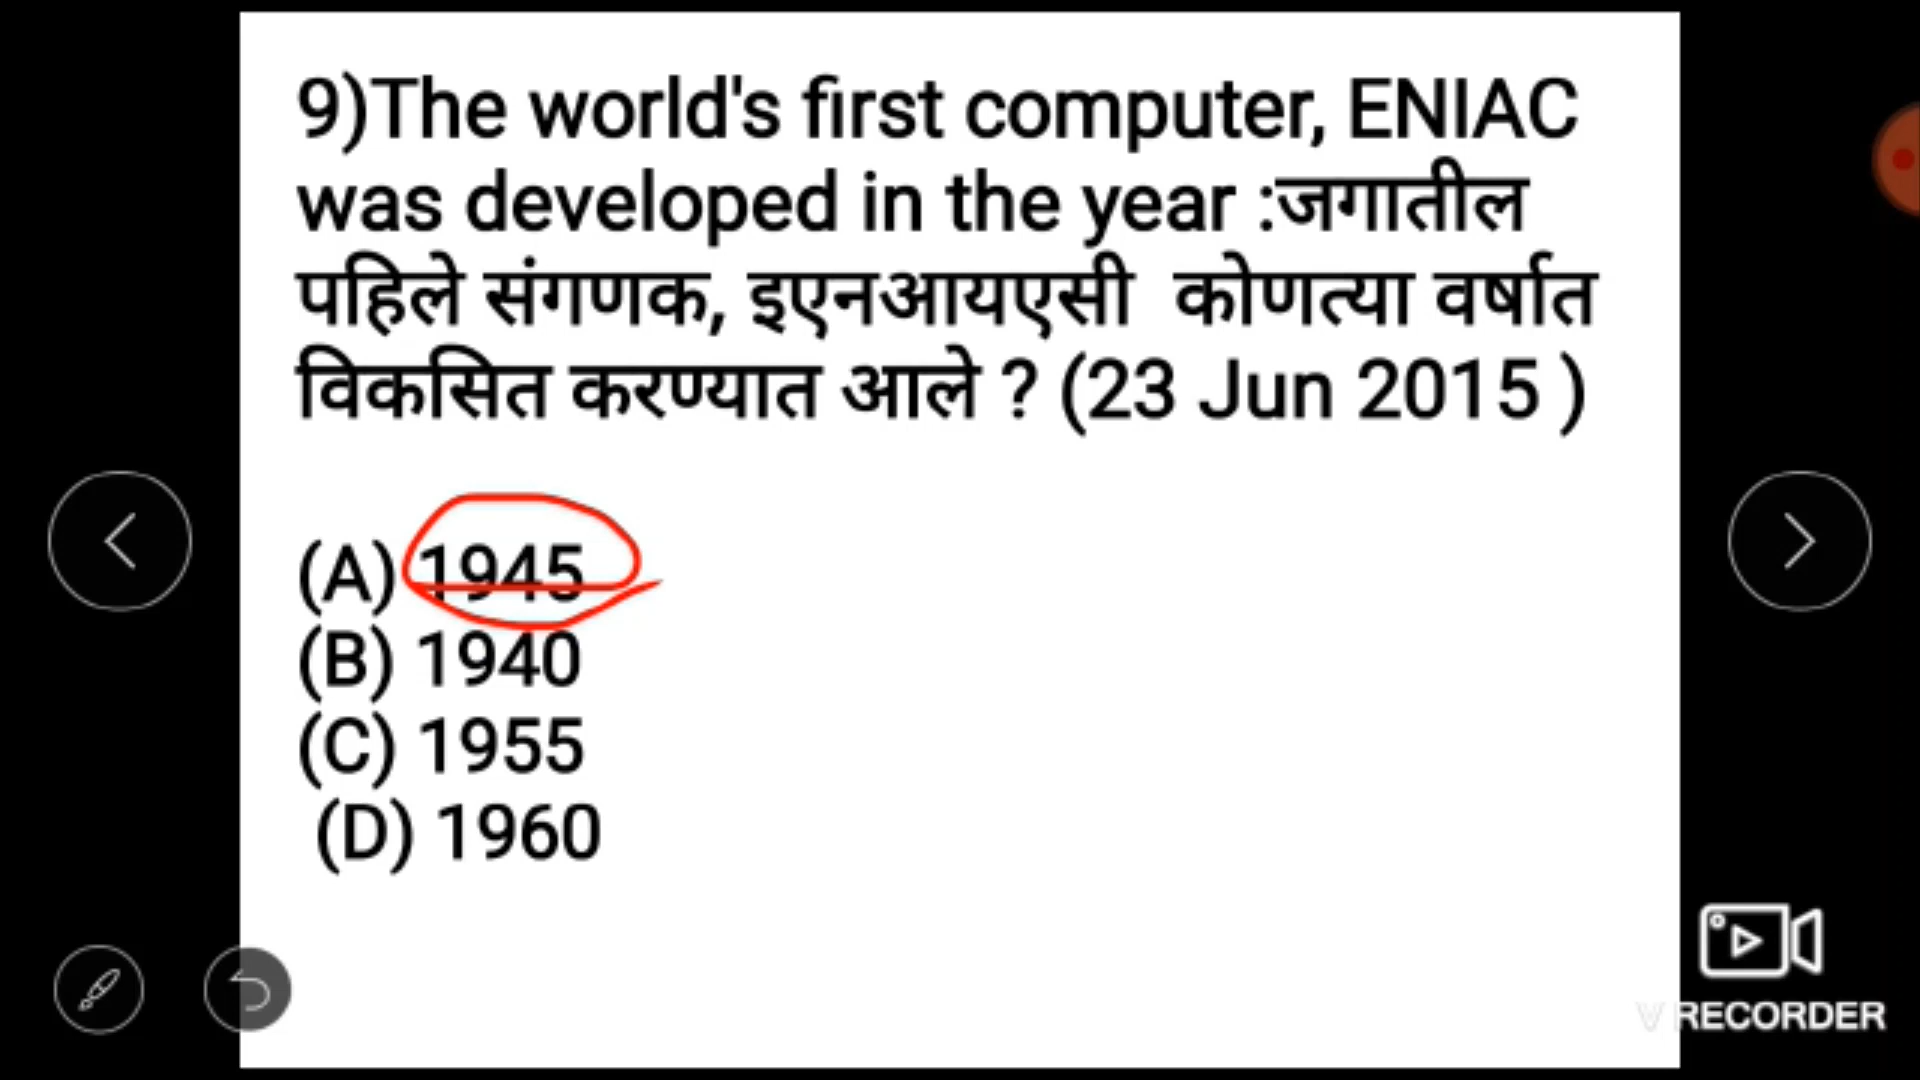 9)The world's first computer, ENIAC
was developed in the year :जगातील
पहिले संगणक, इएनआयएसी कोणत्या वर्षात
विकसित करण्यात आले ? (23 Jun 2015 )
(A) 1945
(B) 1940
(C) 1955
(D) 1960
V RECORDER